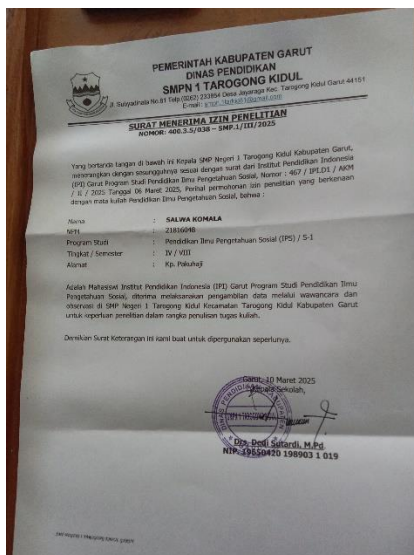 PEMERINTAH KABUPATEN GARUT
DINAS PENDIDIKAN
SMPN 1 TAROGONG KIDUL
Jl. Subyadinala No.81 Telp.(0262) 233954 Desa Jayaraga Kec. Tarogong Kidul Garut 44151
E-mail:
SURAT MENERIMA IZIN PENELITIAN
NOMOR: 400.3.5/038 – SMP.1/III/2025
Yang bertanda tangan di bawah ini Kepala SMP Negeri 1 Tarogong Kidul Kabupaten Garut,
menerangkan dengan sesungguhnya sesuai dengan surat dari Institut Pendidikan Indonesia
(IPI) Garut Program Studi Pendidikan Ilmu Pengetahuan Sosial, Nomor : 467 / IPI.D1 / AKM
/ II / 2025 Tanggal 06 Maret 2025, Perihal permohonan izin penelitian yang berkenaan
dengan mata kuliah Pendidikan Ilmu Pengetahuan Sosial, bahwa :
Nama : SALWA KOMALA
NPM : 21816048
Program Studi : Pendidikan Ilmu Pengetahuan Sosial (IPS) / S-1
Tingkat / Semester : IV / VIII
Alamat : Kp. Pakuhaji
Adalah Mahasiswi Institut Pendidikan Indonesia (IPI) Garut Program Studi Pendidikan Ilmu
Pengetahuan Sosial, diterima melaksanakan pengambilan data melalui wawancara dan
observasi di SMP Negeri 1 Tarogong Kidul Kecamatan Tarogong Kidul Kabupaten Garut
untuk keperluan penelitian dalam rangka penulisan tugas kuliah.
Demikian Surat Keterangan ini kami buat untuk dipergunakan seperlunya.
Garut, 10 Maret 2025
Kepala Sekolah,
Drs. Dedi Sutardi, M.Pd
NIP. 19650420 198903 1 019